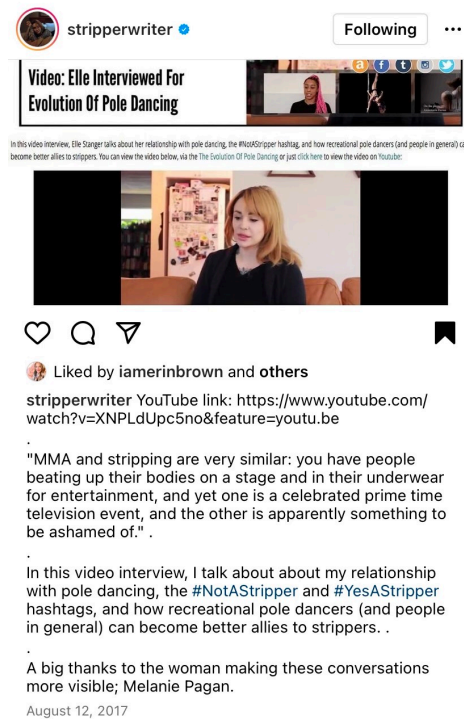 stripperwriter
Following
Video: Elle Interviewed For
Evolution Of Pole Dancing
In this video interview, Elle Stanger talks about her relationship with pole dancing, the #NotAStripper hashtag, and how recreational pole dancers (and people in general) ca
become better allies to strippers. You can view the video below, via the The Evolution Of Pole Dancing or just click here to view the video on Youtube:
Liked by iamerinbrown and others
stripperwriter YouTube link: https://www.youtube.com/
watch?v=XNPLdUpc5no&feature=youtu.be
.
"MMA and stripping are very similar: you have people
beating up their bodies on a stage and in their underwear
for entertainment, and yet one is a celebrated prime time
television event, and the other is apparently something to
be ashamed of." .
.
In this video interview, I talk about about my relationship
with pole dancing, the #NotAStripper and #YesAStripper
hashtags, and how recreational pole dancers (and people
in general) can become better allies to strippers. .
.
A big thanks to the woman making these conversations
more visible; Melanie Pagan.
August 12, 2017